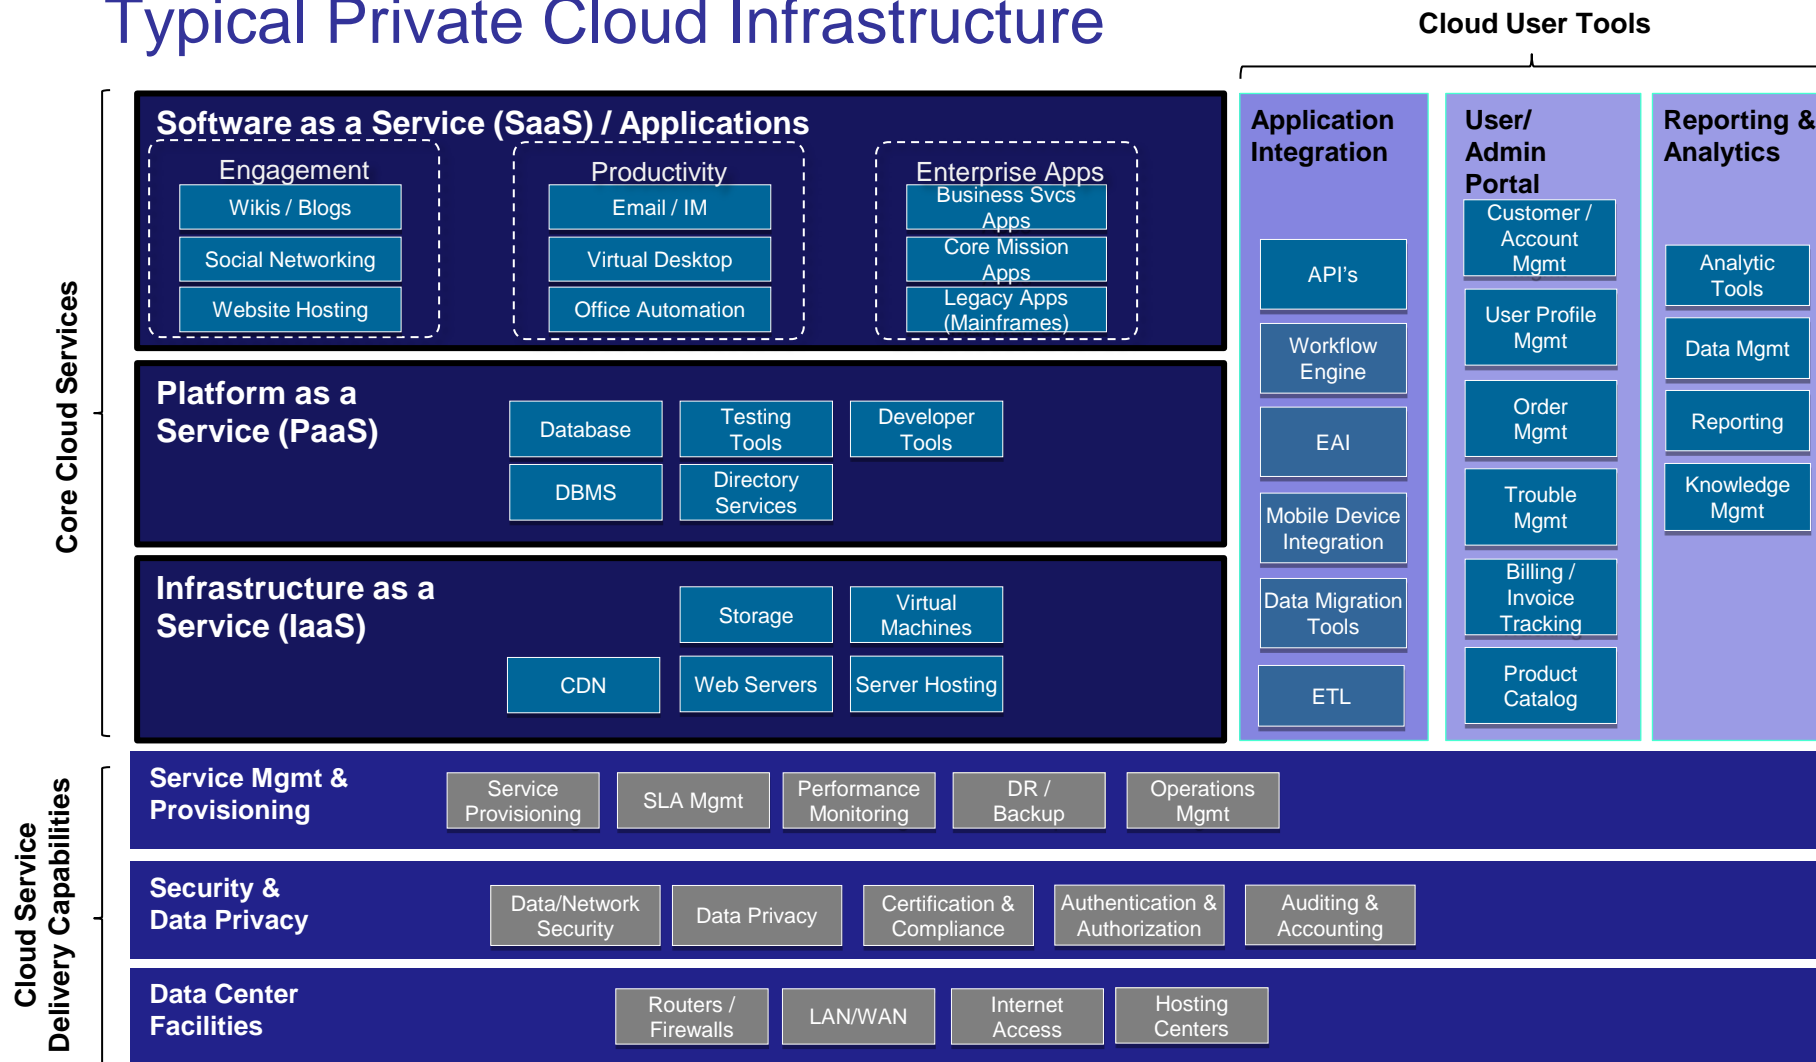 Typical Private Cloud Infrastructure
Cloud User Tools
Core Cloud Services
Software as a Service (SaaS) / Applications
Engagement
Wikis / Blogs
Social Networking
Website Hosting
Productivity
Email / IM
Virtual Desktop
Office Automation
Enterprise Apps
Business Svcs
Apps
Core Mission
Apps
Legacy Apps
(Mainframes)
Platform as a
Service (PaaS)
Database
Testing
Tools
Developer
Tools
DBMS
Directory
Services
Infrastructure as a
Service (IaaS)
Storage
Virtual
Machines
CDN
Web Servers
Server Hosting
Application
Integration
API's
Workflow
Engine
EAI
Mobile Device
Integration
Data Migration
Tools
ETL
User/
Admin
Portal
Customer /
Account
Mgmt
User Profile
Mgmt
Order
Mgmt
Trouble
Mgmt
Billing /
Invoice
Tracking
Product
Catalog
Reporting &
Analytics
Analytic
Tools
Data Mgmt
Reporting
Knowledge
Mgmt
Cloud Service
Delivery Capabilities
Service Mgmt &
Provisioning
Service
Provisioning
SLA Mgmt
Performance
Monitoring
DR /
Backup
Operations
Mgmt
Security &
Data Privacy
Data/Network
Security
Data Privacy
Certification &
Compliance
Authentication &
Authorization
Auditing &
Accounting
Data Center
Facilities
Routers /
Firewalls
LAN/WAN
Internet
Access
Hosting
Centers